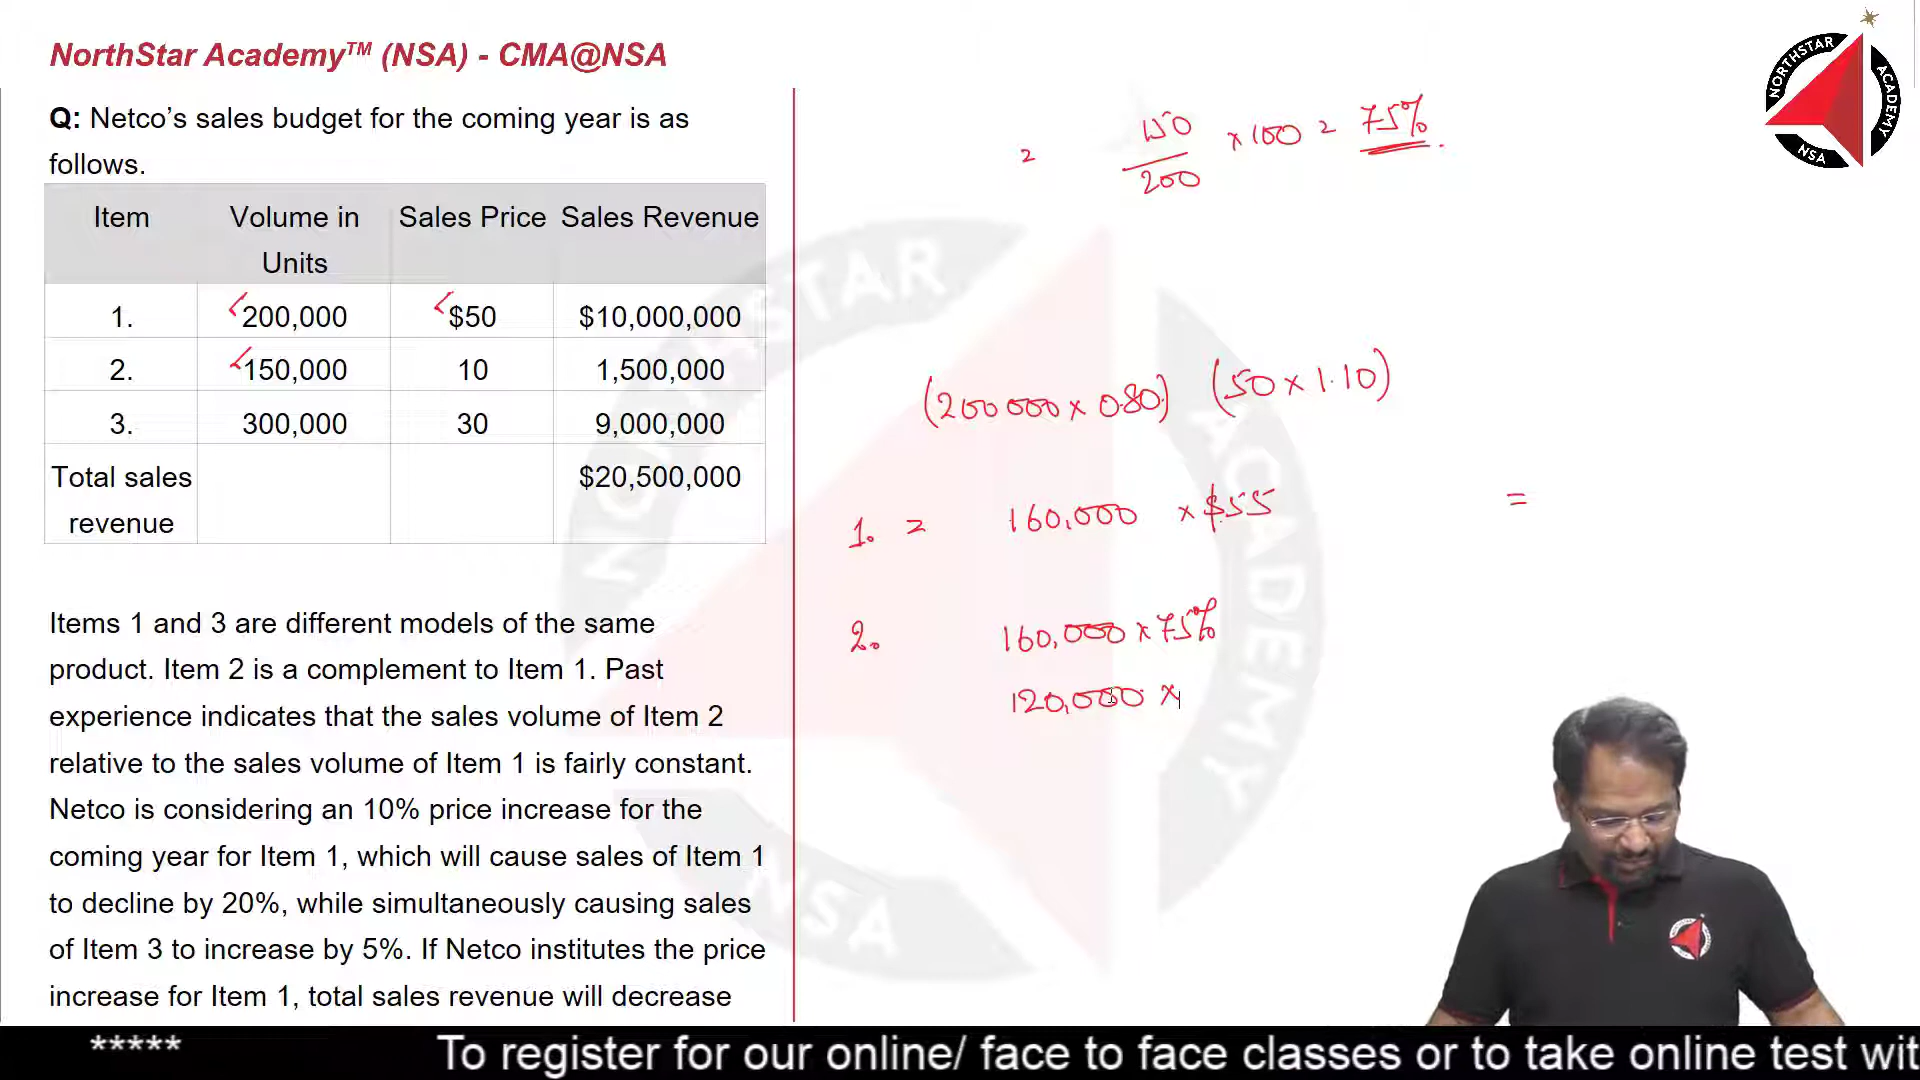 NorthStar Academy™ (NSA) - CMA@NSA
Q: Netco’s sales budget for the coming year is as
follows.
Item Volume in Units Sales Price Sales Revenue
1. 200,000 $50 $10,000,000
2. 150,000 10 1,500,000
3. 300,000 30 9,000,000
Total sales revenue $20,500,000
Items 1 and 3 are different models of the same
product. Item 2 is a complement to Item 1. Past
experience indicates that the sales volume of Item 2
relative to the sales volume of Item 1 is fairly constant.
Netco is considering an 10% price increase for the
coming year for Item 1, which will cause sales of Item 1
to decline by 20%, while simultaneously causing sales
of Item 3 to increase by 5%. If Netco institutes the price
increase for Item 1, total sales revenue will decrease
= 150/200 × 100 = 75%
(200000 × 0.80) (50 × 1.10)
1. = 160,000 × $55 =
2. 160,000 × 75%
120,000 ×
NORTHSTAR ACADEMY
NSA
NORTHSTAR ACADEMY
NSA
***** To register for our online/ face to face classes or to take online test wit